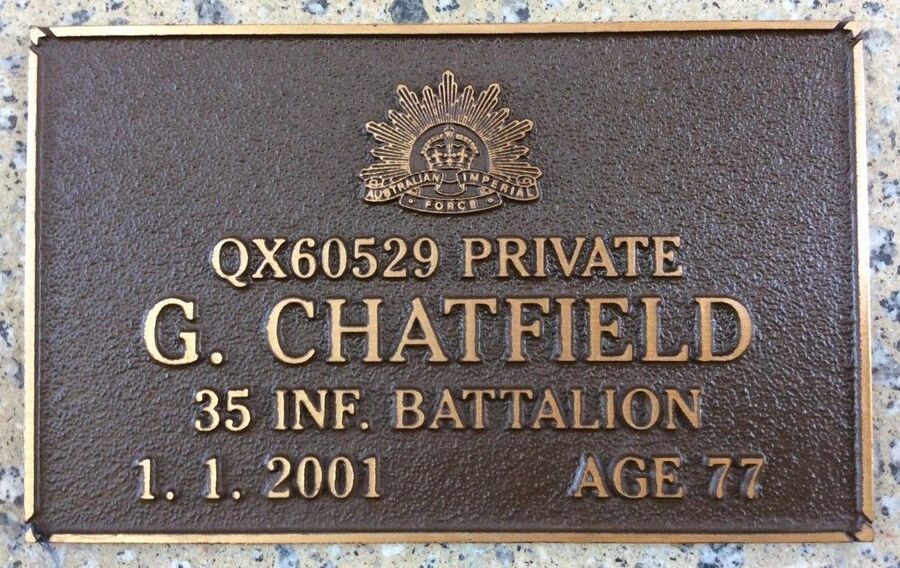 AUSTRALIAN IMPERIAL
FORCE
QX60529 PRIVATE
G. CHATFIELD
35 INF. BATTALION
1. 1. 2001 AGE 77